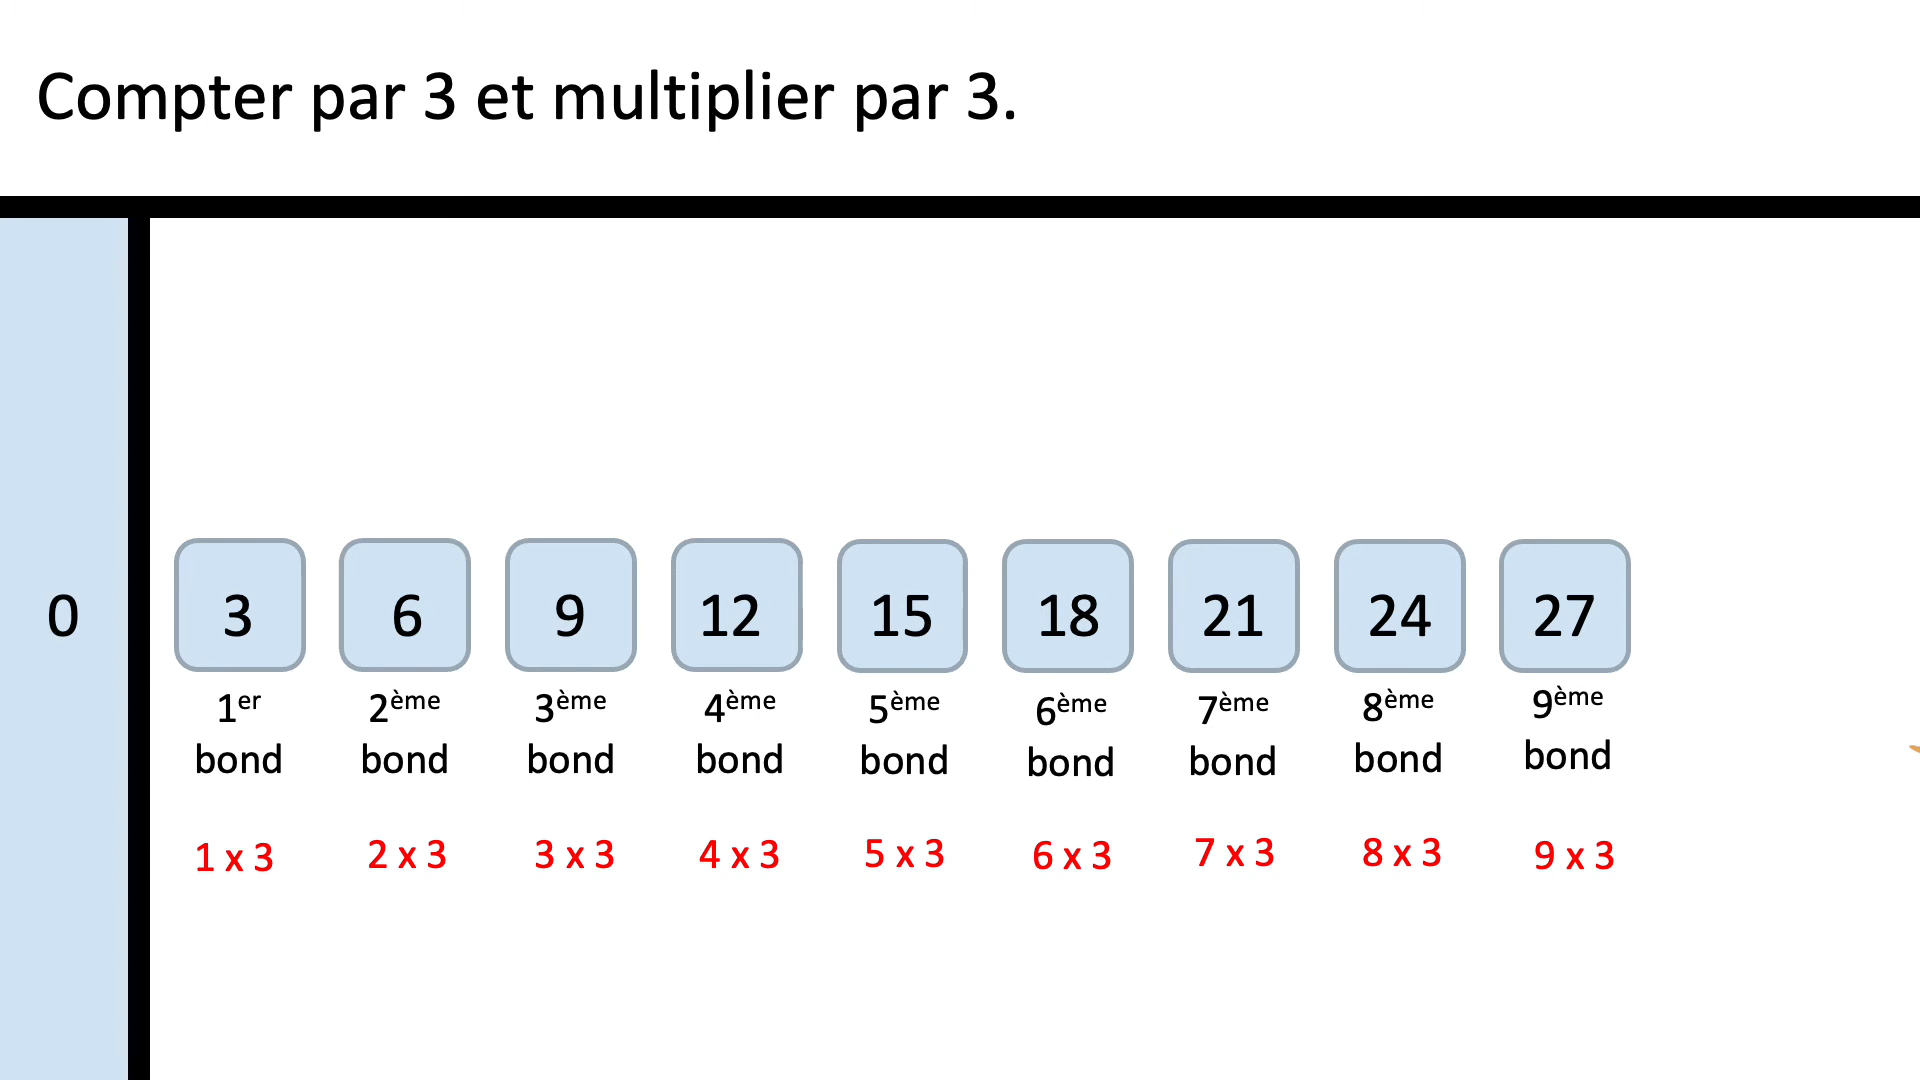 Compter par 3 et multiplier par 3.
0 3 6 9 12 15 18 21 24 27
1er 2ème 3ème 4ème 5ème 6ème 7ème 8ème 9ème
bond bond bond bond bond bond bond bond bond
1 x 3 2 x 3 3 x 3 4 x 3 5 x 3 6 x 3 7 x 3 8 x 3 9 x 3